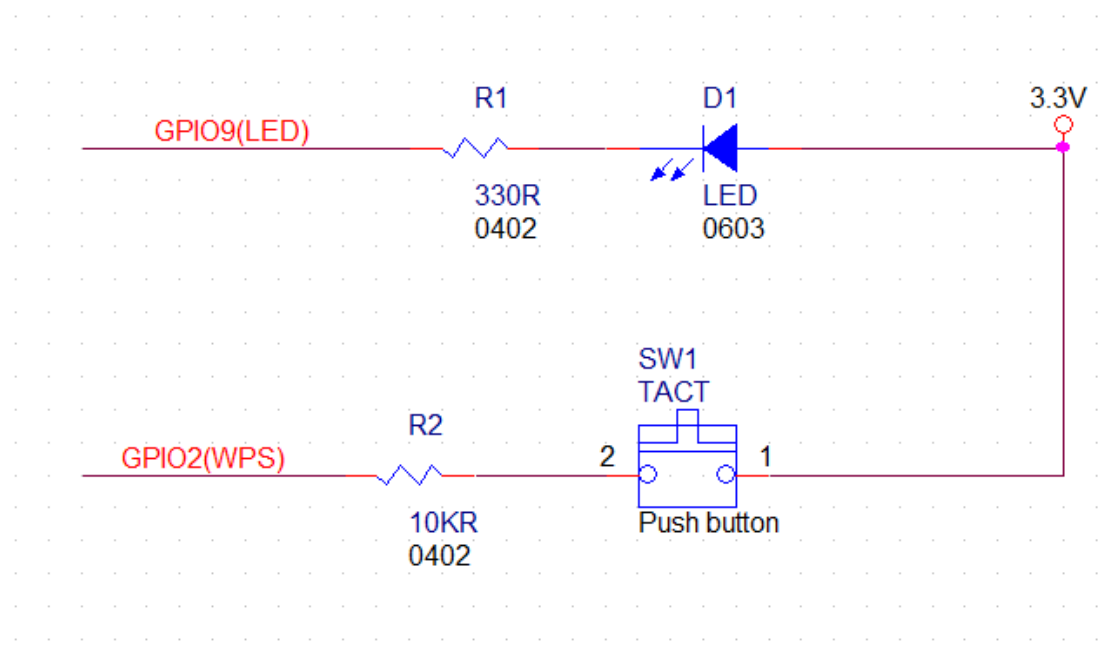 R1
D1
3.3V
GPIO9(LED)
330R
LED
0402
0603
SW1
TACT
R2
GPIO2(WPS)
2
1
10KR
Push button
0402